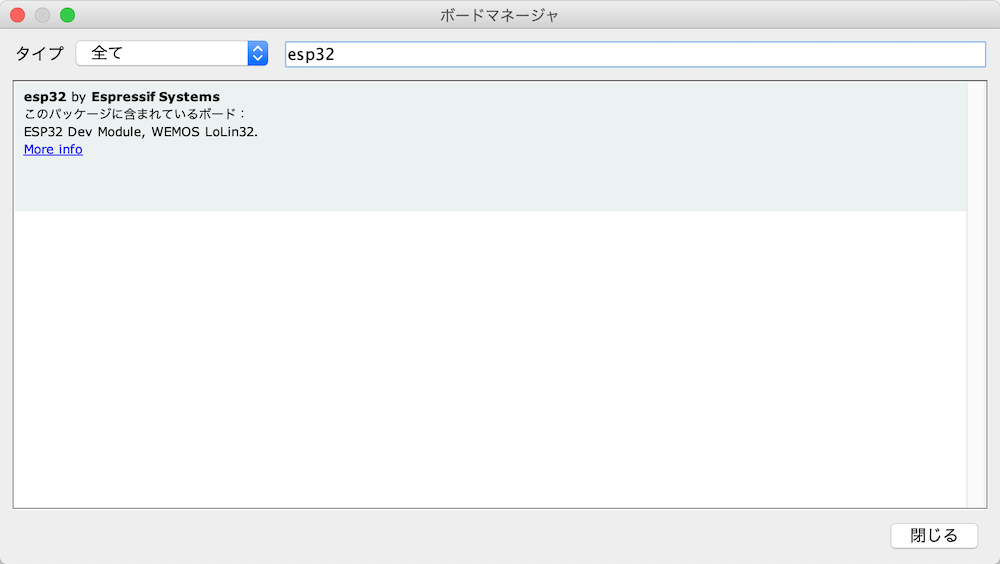 ボードマネージャ
タイプ 全て esp32
esp32 by Espressif Systems
このパッケージに含まれているボード：
ESP32 Dev Module, WEMOS LoLin32.
More info
閉じる